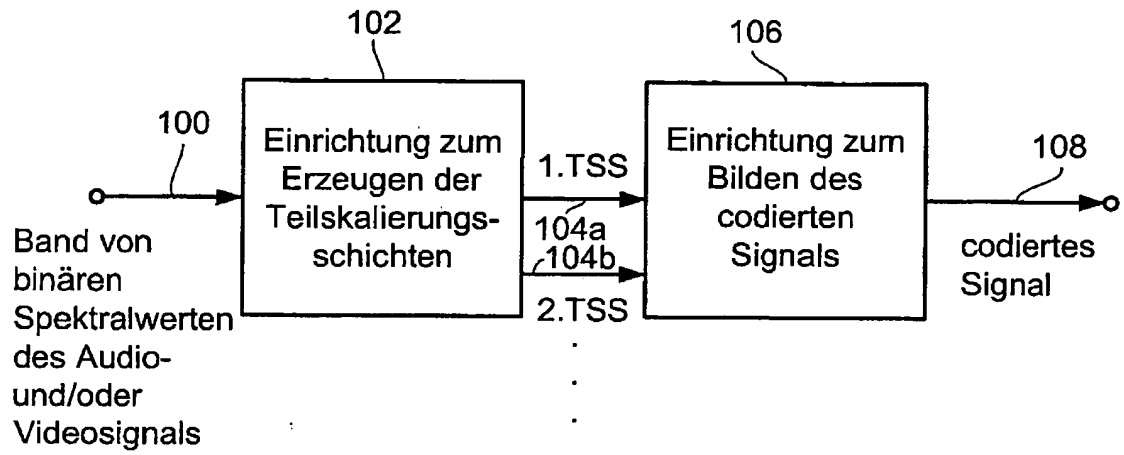 102
106
100
Einrichtung zum
Erzeugen der
Teilskalierungs-
schichten
1.TSS
104a
104b
2.TSS
Einrichtung zum
Bilden des
codierten
Signals
108
Band von
binären
Spektralwerten
des Audio-
und/oder
Videosignals
codiertes
Signal